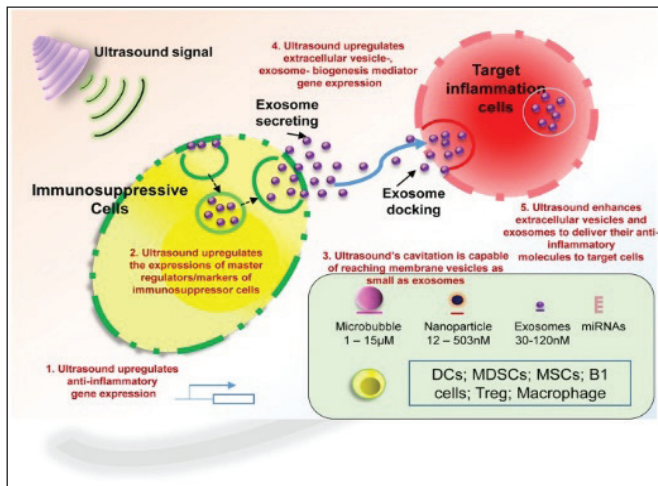 Ultrasound signal
4. Ultrasound upregulates
extracellular vesicle-,
exosome- biogenesis mediator
gene expression
Target
inflammation
cells
Exosome
secreting
Immunosuppressive
Cells
Exosome
docking
2. Ultrasound upregulates
the expressions of master
regulators/markers of
immunosuppressor cells
5. Ultrasound enhances
extracellular vesicles and
exosomes to deliver their anti-
inflammatory
molecules to target cells
3. Ultrasound's cavitation is capable
of reaching membrane vesicles as
small as exosomes
1. Ultrasound upregulates
anti-inflammatory
gene expression
Microbubble
1 – 15µM
Nanoparticle
12 – 503nM
Exosomes
30-120nM
miRNAs
DCs; MDSCs; MSCs; B1
cells; Treg; Macrophage